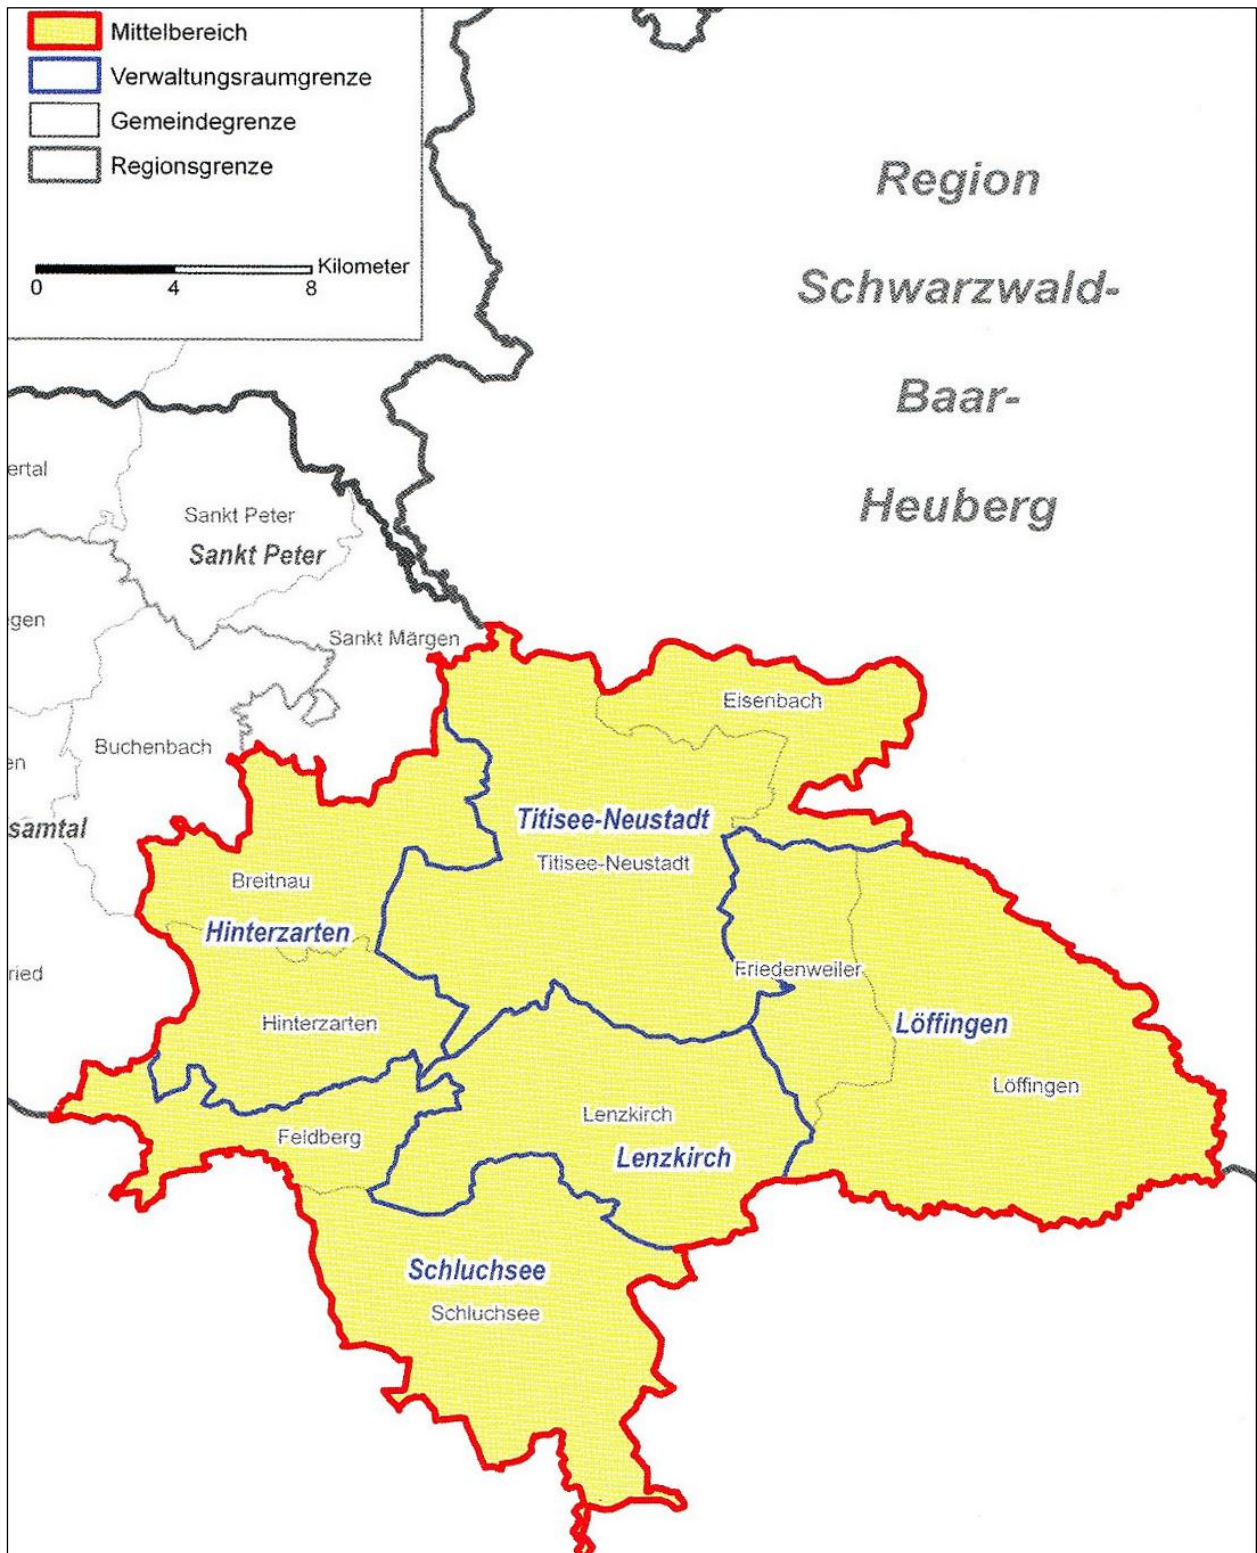 Mittelbereich
Verwaltungsraumgrenze
Gemeindegrenze
Regionsgrenze
Kilometer
0 4 8
Region
Schwarzwald-
Baar-
Heuberg
ertal
Sankt Peter
Sankt Peter
gen
Sankt Märgen
Eisenbach
Buchenbach
en
samtal
Titisee-Neustadt
Titisee-Neustadt
Breitnau
Hinterzarten
ried
Friedenweiler
Hinterzarten
Löffingen
Löffingen
Lenzkirch
Feldberg
Lenzkirch
Schluchsee
Schluchsee